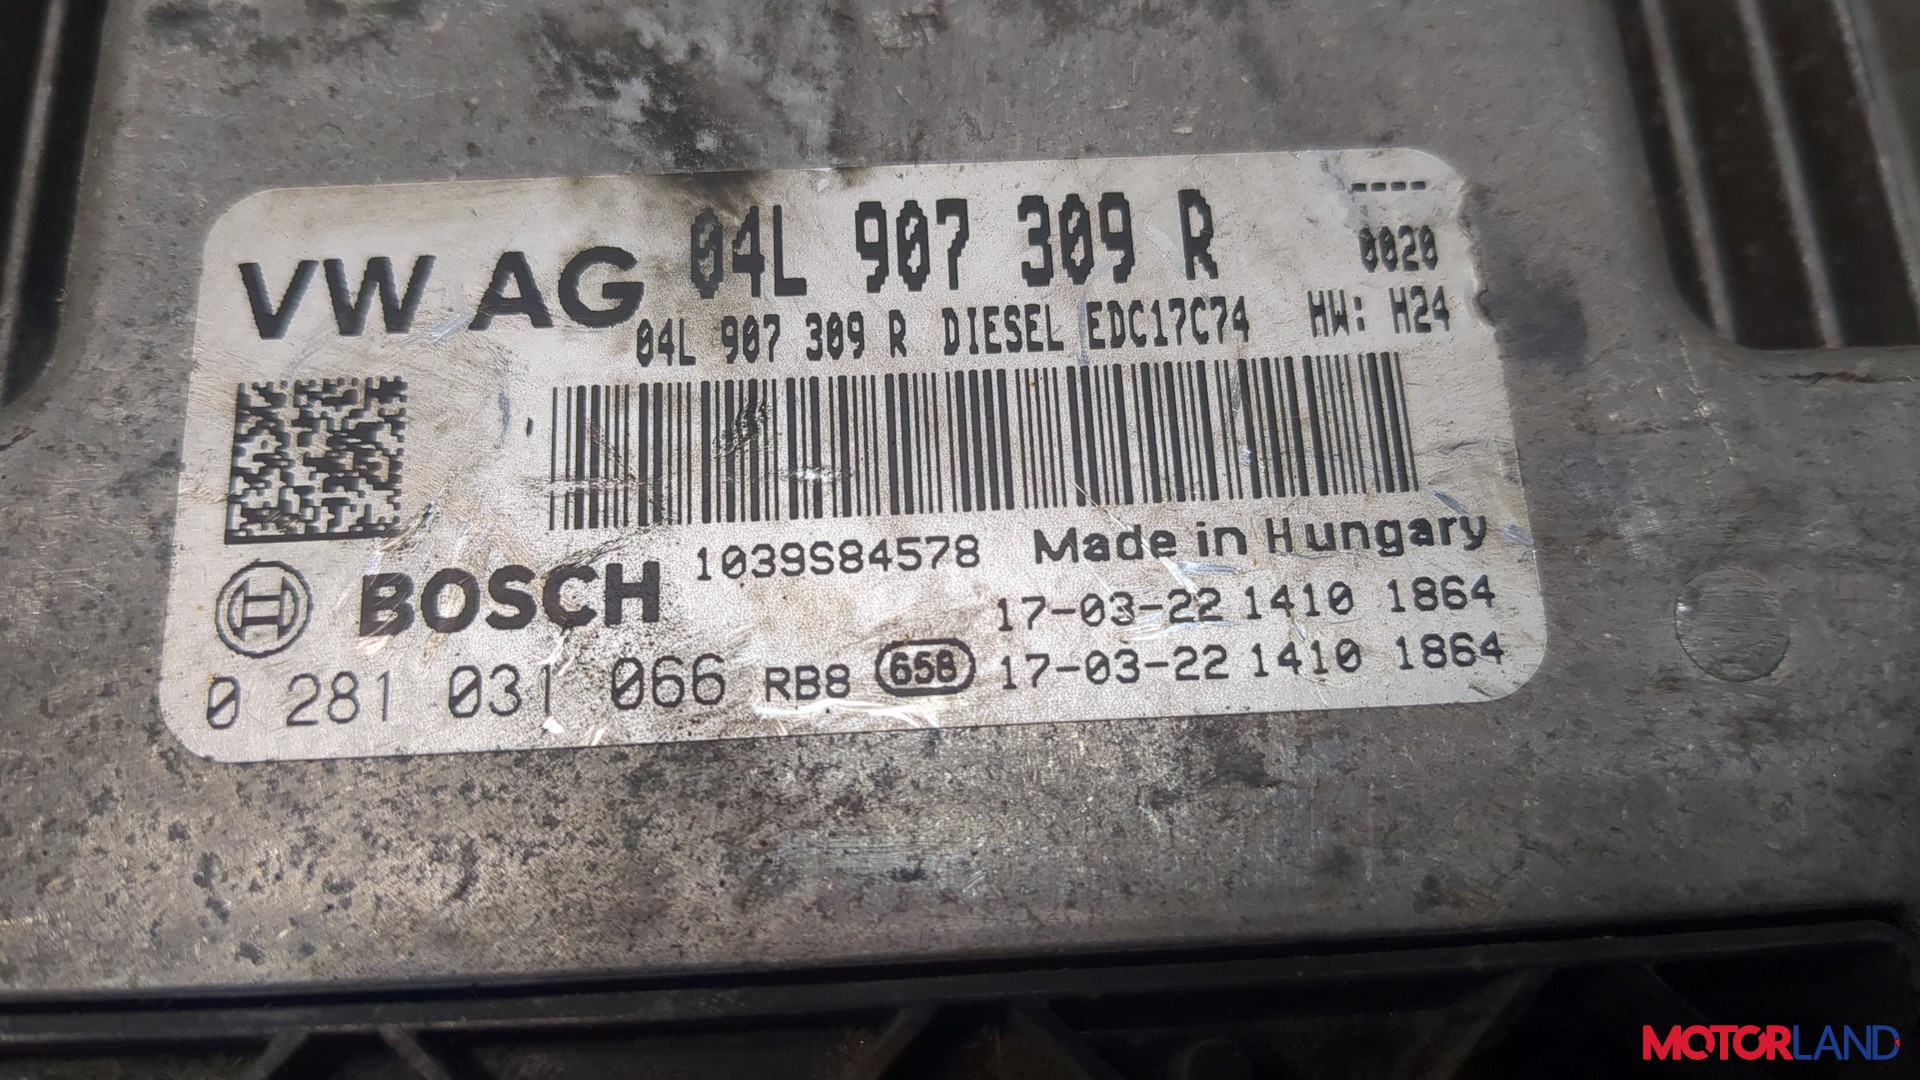 VW AG 04L 907 309 R ----
0020
04L 907 309 R DIESEL EDC17C74 HW: H24
1039S84578 Made in Hungary
BOSCH 17-03-22 1410 1864
0 281 031 066 RB8 658 17-03-22 1410 1864
MOTORLAND